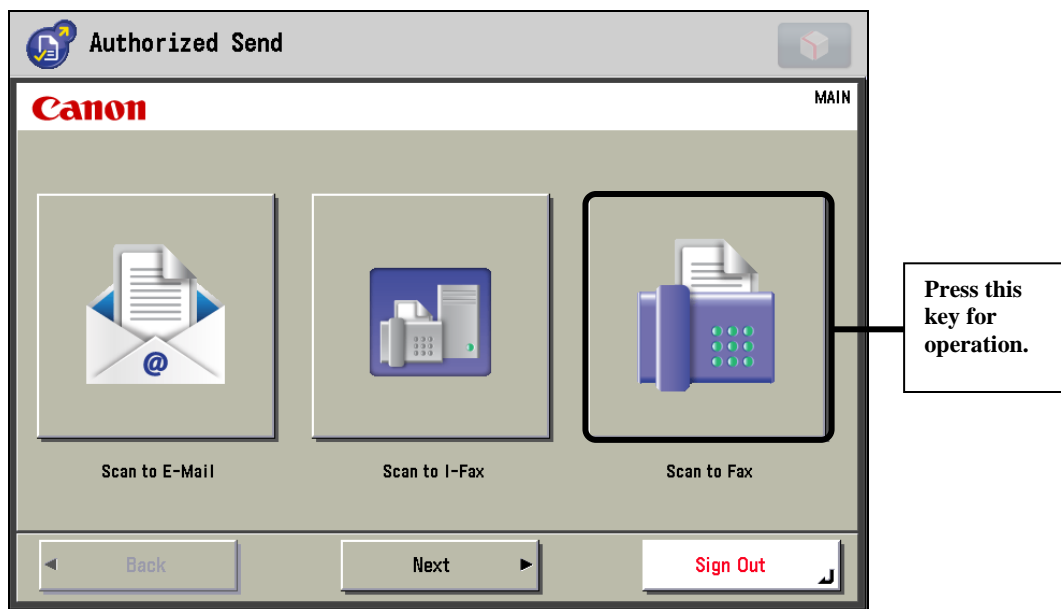 Authorized Send
Canon
MAIN
@
Scan to E-Mail
Scan to I-Fax
Scan to Fax
Press this
key for
operation.
Back
Next
Sign Out